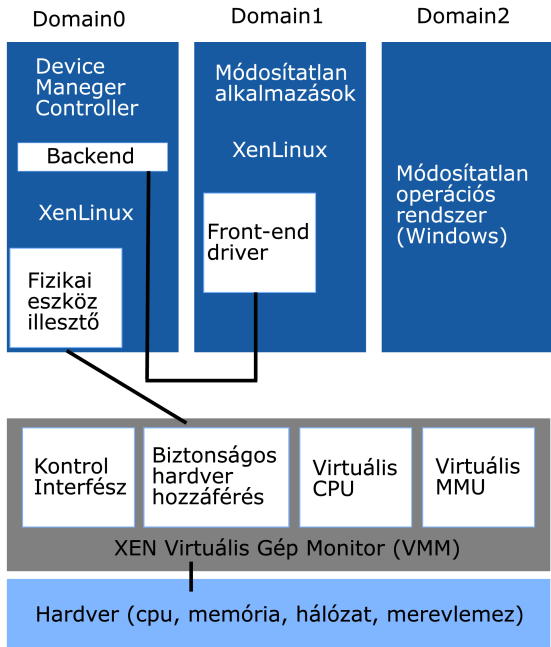 Domain0
Domain1
Domain2
Device
Maneger
Controller
Backend
XenLinux
Fizikai
eszköz
illesztő
Módosítatlan
alkalmazások
XenLinux
Front-end
driver
Módosítatlan
operációs
rendszer
(Windows)
Kontrol
Interfész
Biztonságos
hardver
hozzáférés
Virtuális
CPU
Virtuális
MMU
XEN Virtuális Gép Monitor (VMM)
Hardver (cpu, memória, hálózat, merevlemez)